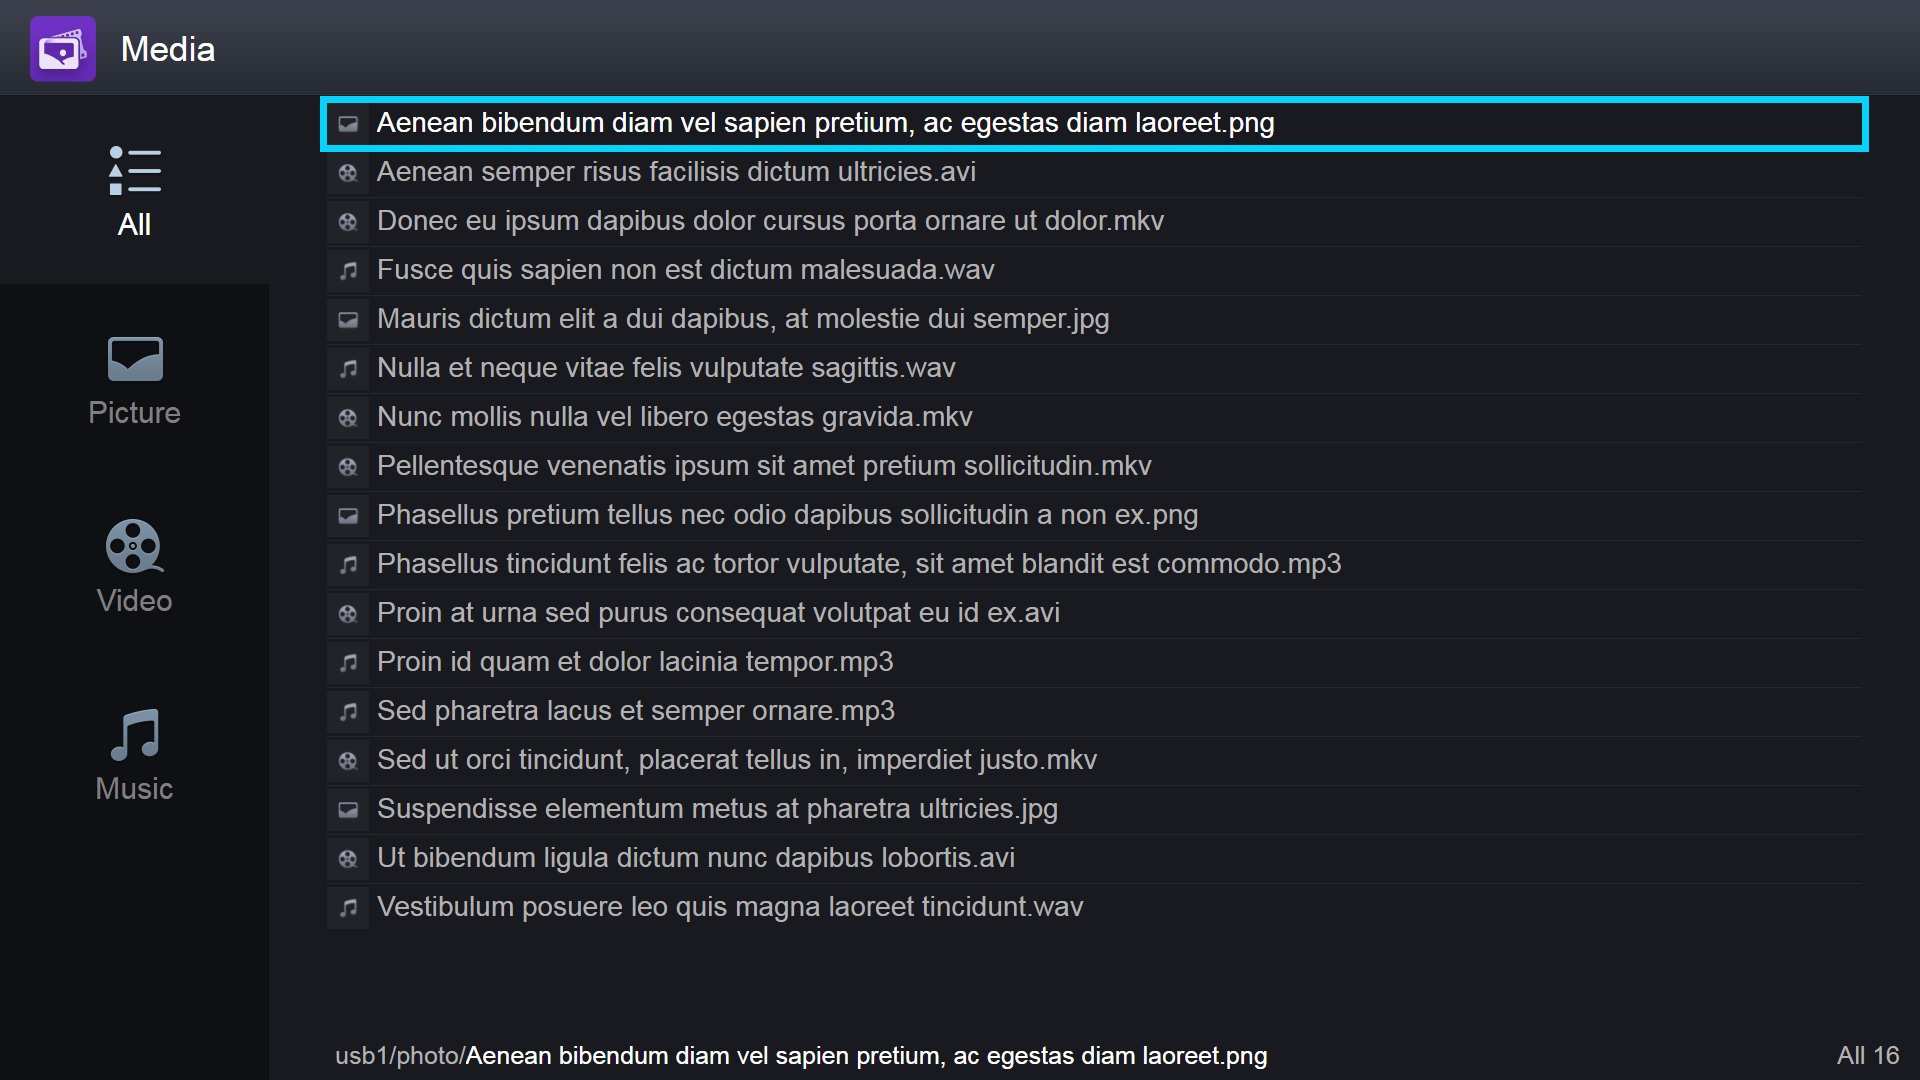 Media
All
Picture
Video
Music
Aenean bibendum diam vel sapien pretium, ac egestas diam laoreet.png
Aenean semper risus facilisis dictum ultricies.avi
Donec eu ipsum dapibus dolor cursus porta ornare ut dolor.mkv
Fusce quis sapien non est dictum malesuada.wav
Mauris dictum elit a dui dapibus, at molestie dui semper.jpg
Nulla et neque vitae felis vulputate sagittis.wav
Nunc mollis nulla vel libero egestas gravida.mkv
Pellentesque venenatis ipsum sit amet pretium sollicitudin.mkv
Phasellus pretium tellus nec odio dapibus sollicitudin a non ex.png
Phasellus tincidunt felis ac tortor vulputate, sit amet blandit est commodo.mp3
Proin at urna sed purus consequat volutpat eu id ex.avi
Proin id quam et dolor lacinia tempor.mp3
Sed pharetra lacus et semper ornare.mp3
Sed ut orci tincidunt, placerat tellus in, imperdiet justo.mkv
Suspendisse elementum metus at pharetra ultricies.jpg
Ut bibendum ligula dictum nunc dapibus lobortis.avi
Vestibulum posuere leo quis magna laoreet tincidunt.wav
usb1/photo/Aenean bibendum diam vel sapien pretium, ac egestas diam laoreet.png
All 16